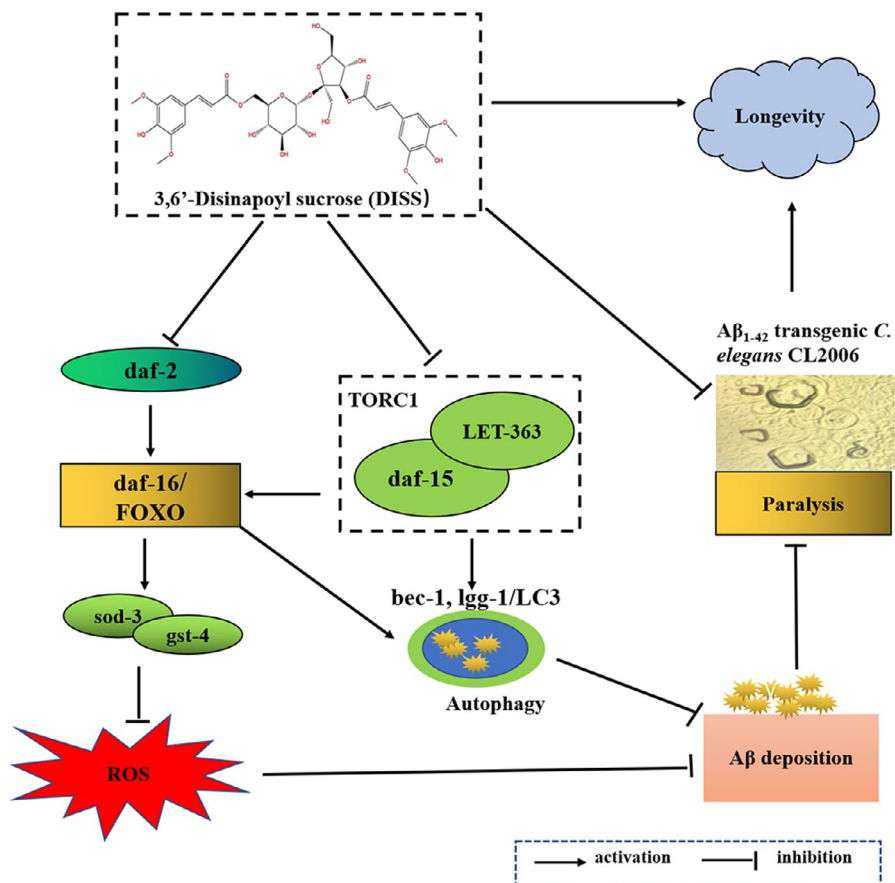 3,6’-Disinapoyl sucrose (DISS)
Longevity
Aβ1-42 transgenic C.
elegans CL2006
daf-2
TORC1
LET-363
daf-15
daf-16/
FOXO
Paralysis
bec-1, lgg-1/LC3
sod-3
gst-4
Autophagy
ROS
Aβ deposition
activation
inhibition